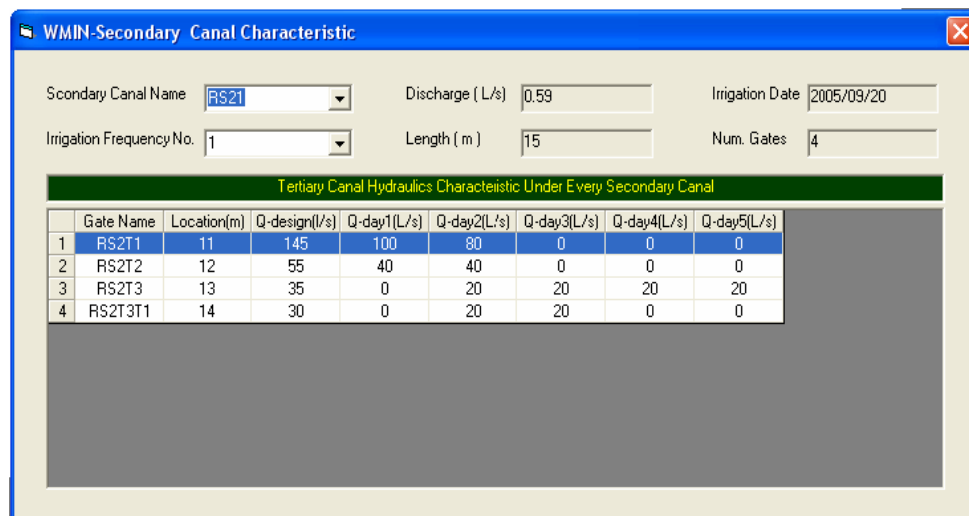 WMIN-Secondary Canal Characteristic
Scondary Canal Name RS21 Discharge ( L/s) 0.59 Irrigation Date 2005/09/20
Irrigation Frequency No. 1 Length ( m ) 15 Num. Gates 4
Tertiary Canal Hydraulics Characteiistic Under Every Secondary Canal
Gate Name Location(m) Q-design(l/s) Q-day1(L/s) Q-day2(L/s) Q-day3(L/s) Q-day4(L/s) Q-day5(L/s)
1 RS2T1 11 145 100 80 0 0 0
2 RS2T2 12 55 40 40 0 0 0
3 RS2T3 13 35 0 20 20 20 20
4 RS2T3T1 14 30 0 20 20 0 0